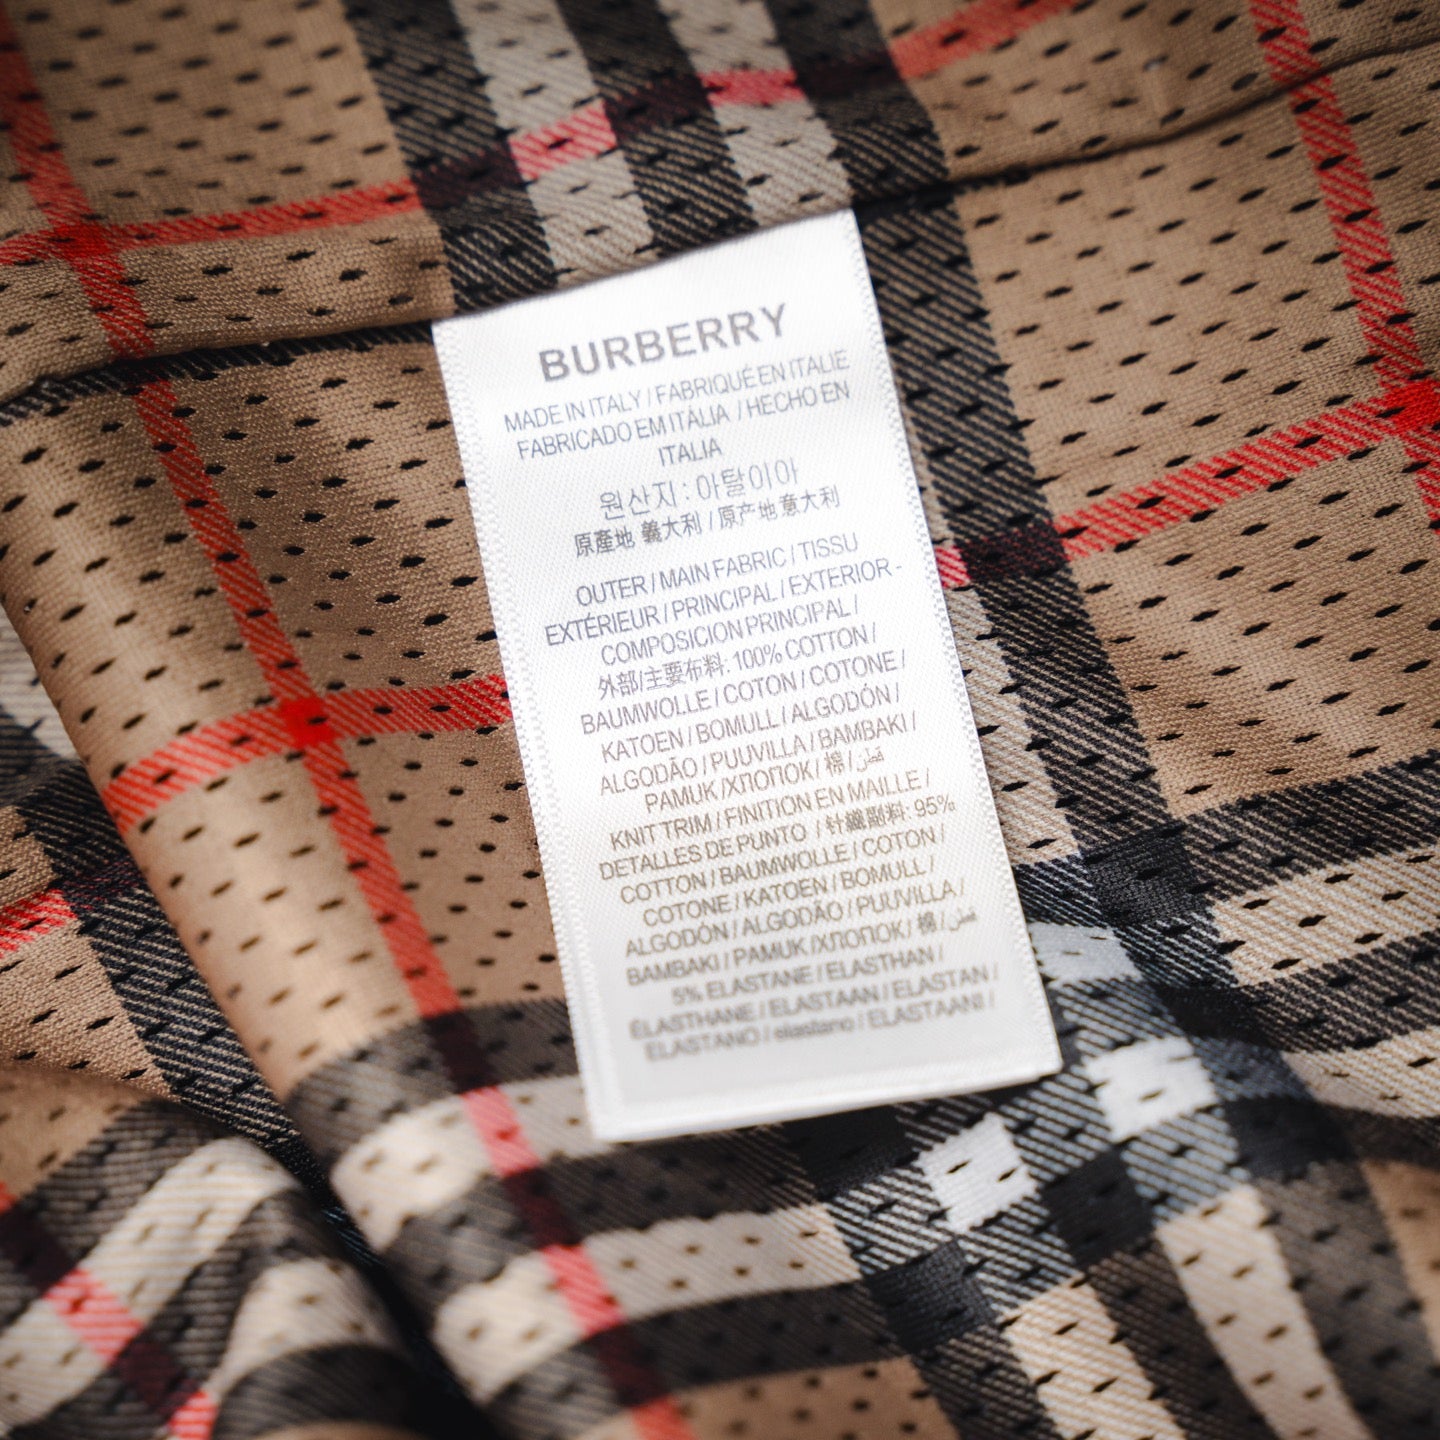 BURBERRY
MADE IN ITALY / FABRIQUÉ EN ITALIE
FABRICADO EM ITÁLIA / HECHO EN
ITALIA
원산지 : 이탈이아
原產地 義大利 / 原产地意大利
OUTER / MAIN FABRIC / TISSU
EXTÉRIEUR / PRINCIPAL / EXTERIOR -
COMPOSICION PRINCIPAL /
外部/主要布料: 100% COTTON /
BAUMWOLLE / COTON / COTONE /
KATOEN / BOMULL / ALGODÓN /
ALGODÃO / PUUVILLA / BAMBAKI /
PAMUK /ХЛОПОК / 棉 / قطن
KNIT TRIM / FINITION EN MAILLE /
DETALLES DE PUNTO / 针織副料: 95%
COTTON / BAUMWOLLE / COTON /
COTONE / KATOEN / BOMULL /
ALGODÓN / ALGODÃO / PUUVILLA /
BAMBAKI / PAMUK /ХЛОПОК / 棉 / قطن
5% ELASTANE / ELASTHAN /
ÉLASTHANE / ELASTAAN / ELASTAN /
ELASTANO / elastano / ELASTAANI /